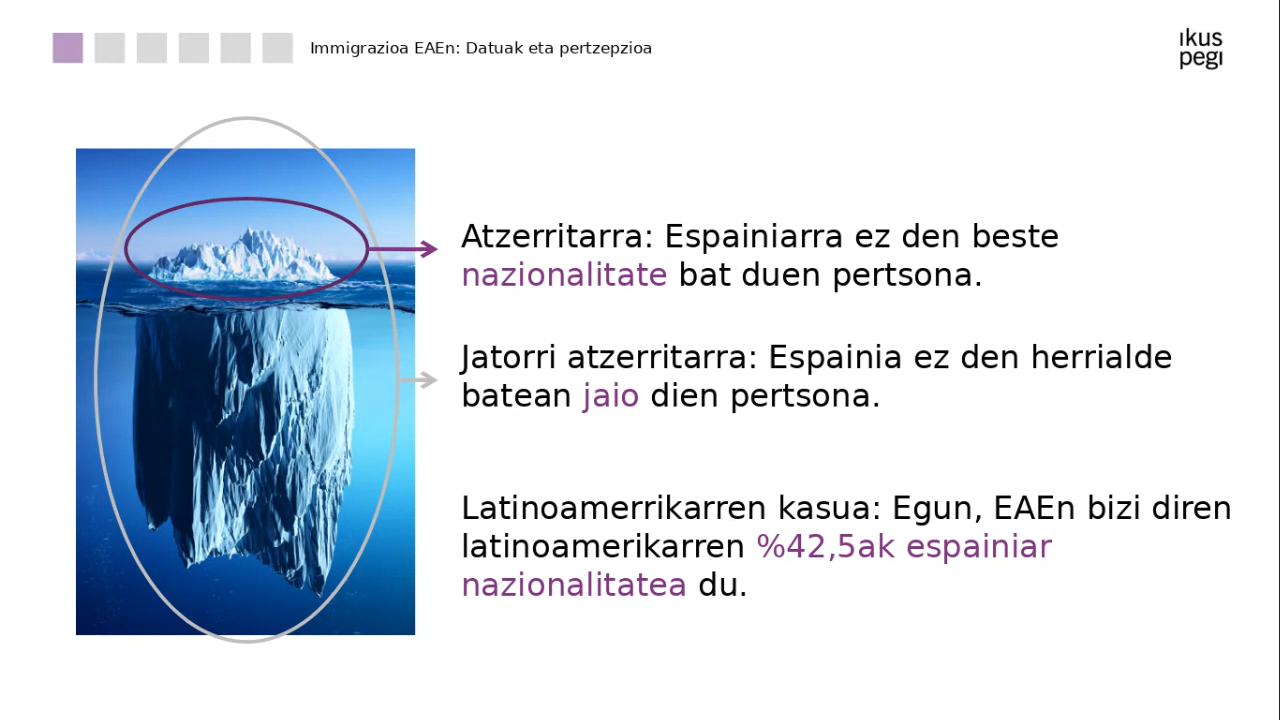 Immigrazioa EAEn: Datuak eta pertzepzioa
ikus
pegi
Atzerritarra: Espainiarra ez den beste
nazionalitate bat duen pertsona.
Jatorri atzerritarra: Espainia ez den herrialde
batean jaio dien pertsona.
Latinoamerrikarren kasua: Egun, EAEn bizi diren
latinoamerikarren %42,5ak espainiar
nazionalitatea du.